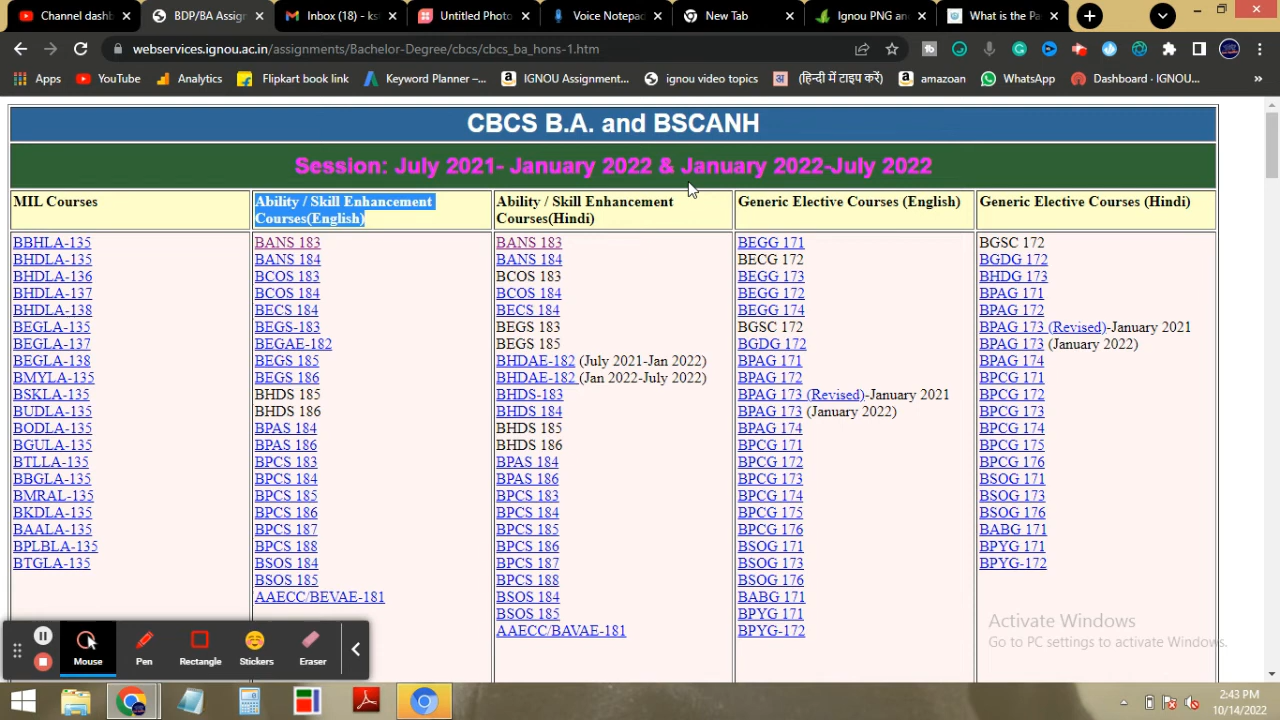 Channel dashb
BDP/BA Assig
Inbox (18) - ks
Untitled Photo
Voice Notepad
New Tab
Ignou PNG an
What is the Pa
webservices.ignou.ac.in/assignments/Bachelor-Degree/cbcs/cbcs_ba_hons-1.htm
Apps
YouTube
Analytics
Flipkart book link
Keyword Planner –...
IGNOU Assignment...
ignou video topics
(हिन्दी में टाइप करें)
amazoan
WhatsApp
Dashboard · IGNOU...
CBCS B.A. and BSCANH
Session: July 2021- January 2022 & January 2022-July 2022
MIL Courses
BBHLA-135
BHDLA-135
BHDLA-136
BHDLA-137
BHDLA-138
BEGLA-135
BEGLA-137
BEGLA-138
BMYLA-135
BSKLA-135
BUDLA-135
BODLA-135
BGULA-135
BTLLA-135
BBGLA-135
BMRAL-135
BKDLA-135
BAALA-135
BPLBLA-135
BTGLA-135
Ability / Skill Enhancement
Courses(English)
BANS 183
BANS 184
BCOS 183
BCOS 184
BECS 184
BEGS-183
BEGAE-182
BEGS 185
BEGS 186
BHDS 185
BHDS 186
BPAS 184
BPAS 186
BPCS 183
BPCS 184
BPCS 185
BPCS 186
BPCS 187
BPCS 188
BSOS 184
BSOS 185
AAECC/BEVAE-181
Ability / Skill Enhancement
Courses(Hindi)
BANS 183
BANS 184
BCOS 183
BCOS 184
BECS 184
BEGS 183
BEGS 185
BHDAE-182 (July 2021-Jan 2022)
BHDAE-182 (Jan 2022-July 2022)
BHDS-183
BHDS 184
BHDS 185
BHDS 186
BPAS 184
BPAS 186
BPCS 183
BPCS 184
BPCS 185
BPCS 186
BPCS 187
BPCS 188
BSOS 184
BSOS 185
AAECC/BAVAE-181
Generic Elective Courses (English)
BEGG 171
BECG 172
BEGG 173
BEGG 172
BEGG 174
BGSC 172
BGDG 172
BPAG 171
BPAG 172
BPAG 173 (Revised)-January 2021
BPAG 173 (January 2022)
BPAG 174
BPCG 171
BPCG 172
BPCG 173
BPCG 174
BPCG 175
BPCG 176
BSOG 171
BSOG 173
BSOG 176
BABG 171
BPYG 171
BPYG-172
Generic Elective Courses (Hindi)
BGSC 172
BGDG 172
BHDG 173
BPAG 171
BPAG 172
BPAG 173 (Revised)-January 2021
BPAG 173 (January 2022)
BPAG 174
BPCG 171
BPCG 172
BPCG 173
BPCG 174
BPCG 175
BPCG 176
BSOG 171
BSOG 173
BSOG 176
BABG 171
BPYG 171
BPYG-172
Activate Windows
Go to PC settings to activate Windows.
Mouse
Pen
Rectangle
Stickers
Eraser
2:43 PM
10/14/2022